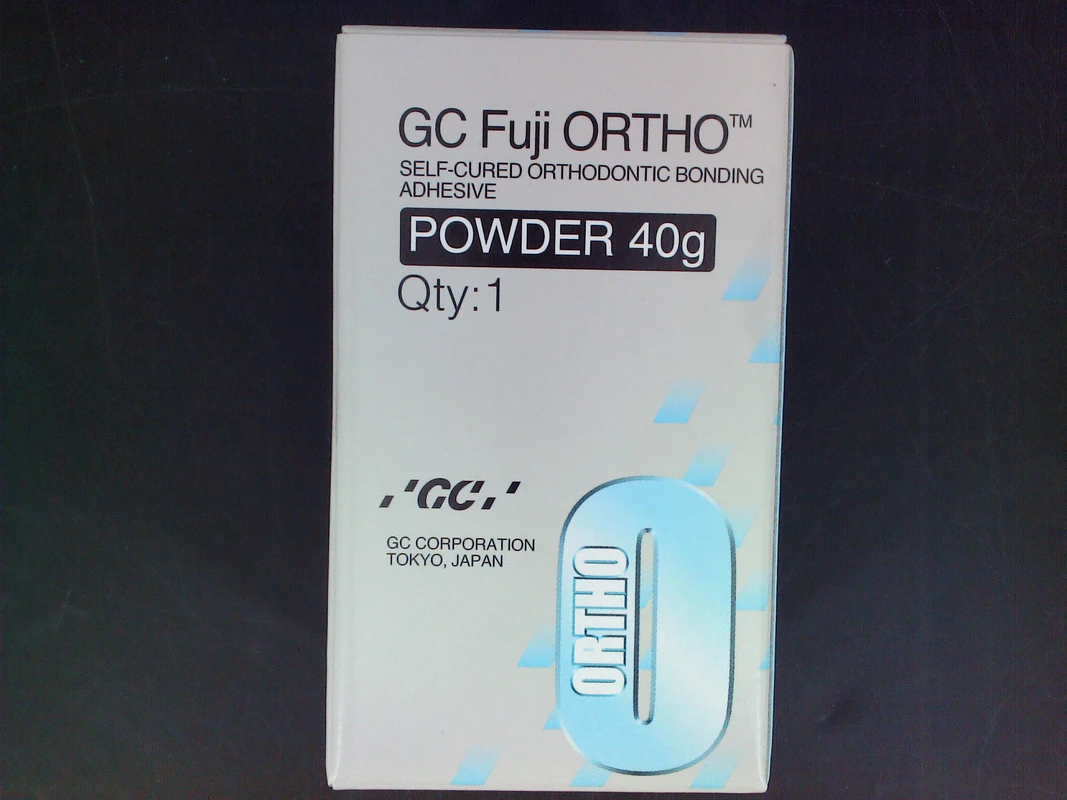 GC Fuji ORTHO™
SELF-CURED ORTHODONTIC BONDING
ADHESIVE
POWDER 40g
Qty:1
GC
GC CORPORATION
TOKYO, JAPAN
ORTHO